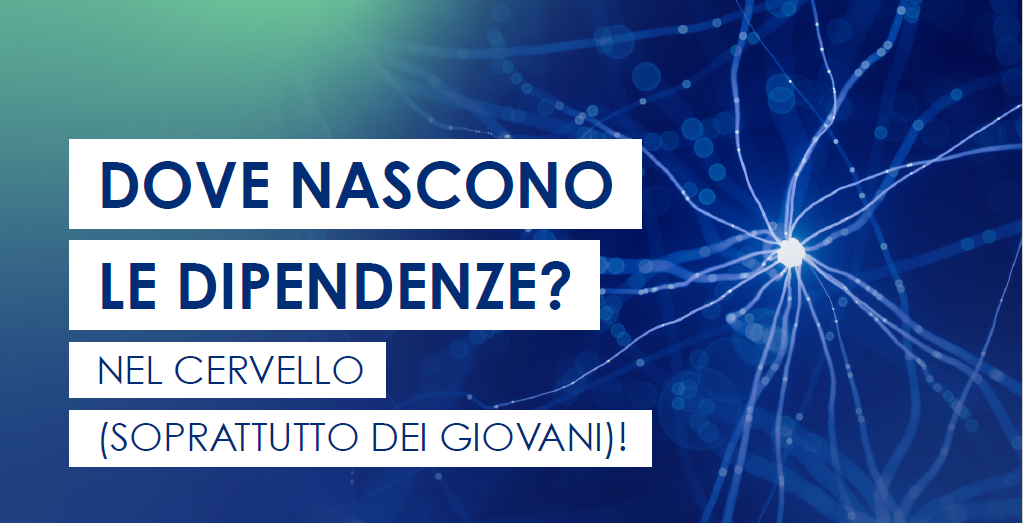 DOVE NASCONO
LE DIPENDENZE?
NEL CERVELLO
(SOPRATTUTTO DEI GIOVANI)!